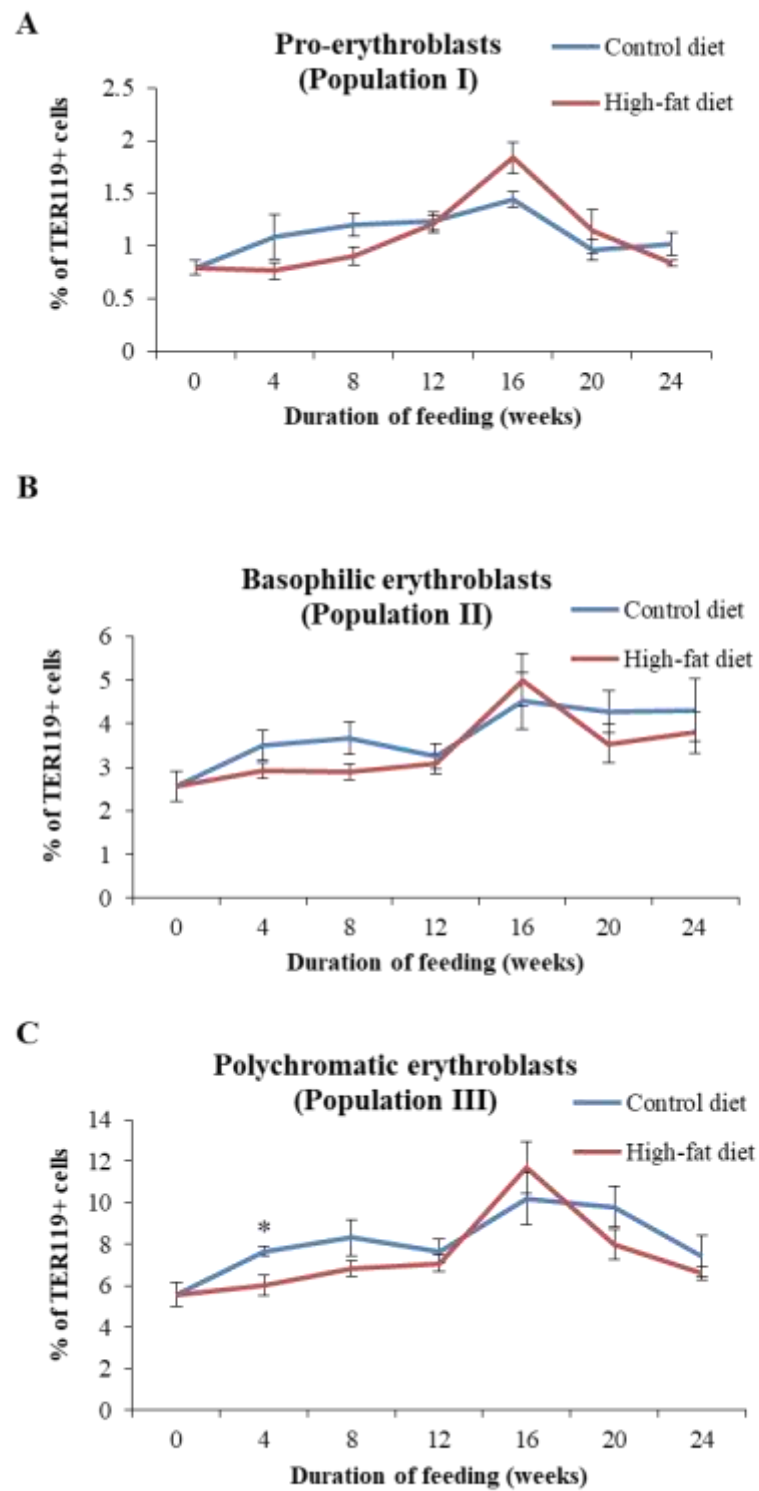 A
Pro-erythroblasts
(Population I)
Control diet
High-fat diet
% of TER119+ cells
2.5
2
1.5
1
0.5
0
0 4 8 12 16 20 24
Duration of feeding (weeks)
B
Basophilic erythroblasts
(Population II)
Control diet
High-fat diet
% of TER119+ cells
6
5
4
3
2
1
0
0 4 8 12 16 20 24
Duration of feeding (weeks)
C
Polychromatic erythroblasts
(Population III)
Control diet
High-fat diet
% of TER119+ cells
14
12
10
8
6
4
2
0
*
0 4 8 12 16 20 24
Duration of feeding (weeks)